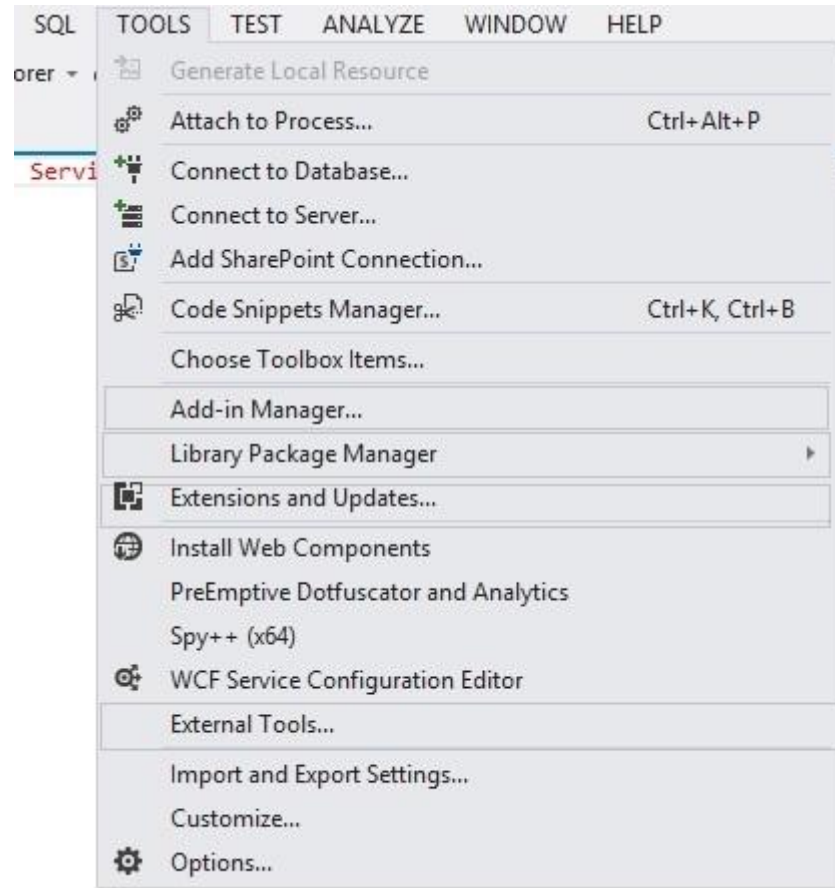 SQL TOOLS TEST ANALYZE WINDOW HELP
orer
Generate Local Resource
Attach to Process... Ctrl+Alt+P
Servi
Connect to Database...
Connect to Server...
Add SharePoint Connection...
Code Snippets Manager... Ctrl+K, Ctrl+B
Choose Toolbox Items...
Add-in Manager...
Library Package Manager
Extensions and Updates...
Install Web Components
PreEmptive Dotfuscator and Analytics
Spy++ (x64)
WCF Service Configuration Editor
External Tools...
Import and Export Settings...
Customize...
Options...